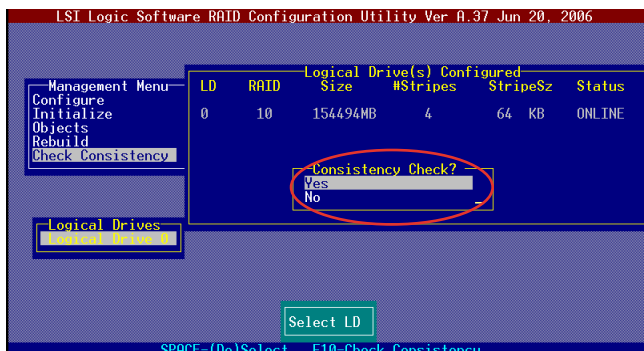 LSI Logic Software RAID Configuration Utility Ver A.37 Jun 20, 2006
Logical Drive(s) Configured
LD RAID Size #Stripes StripeSz Status
0 10 154494MB 4 64 KB ONLINE
Management Menu
Configure
Initialize
Objects
Rebuild
Check Consistency
Consistency Check?
Yes
No
Logical Drives
Logical Drive 0
Select LD
SPACE-(De)Select F10-Check Consistency